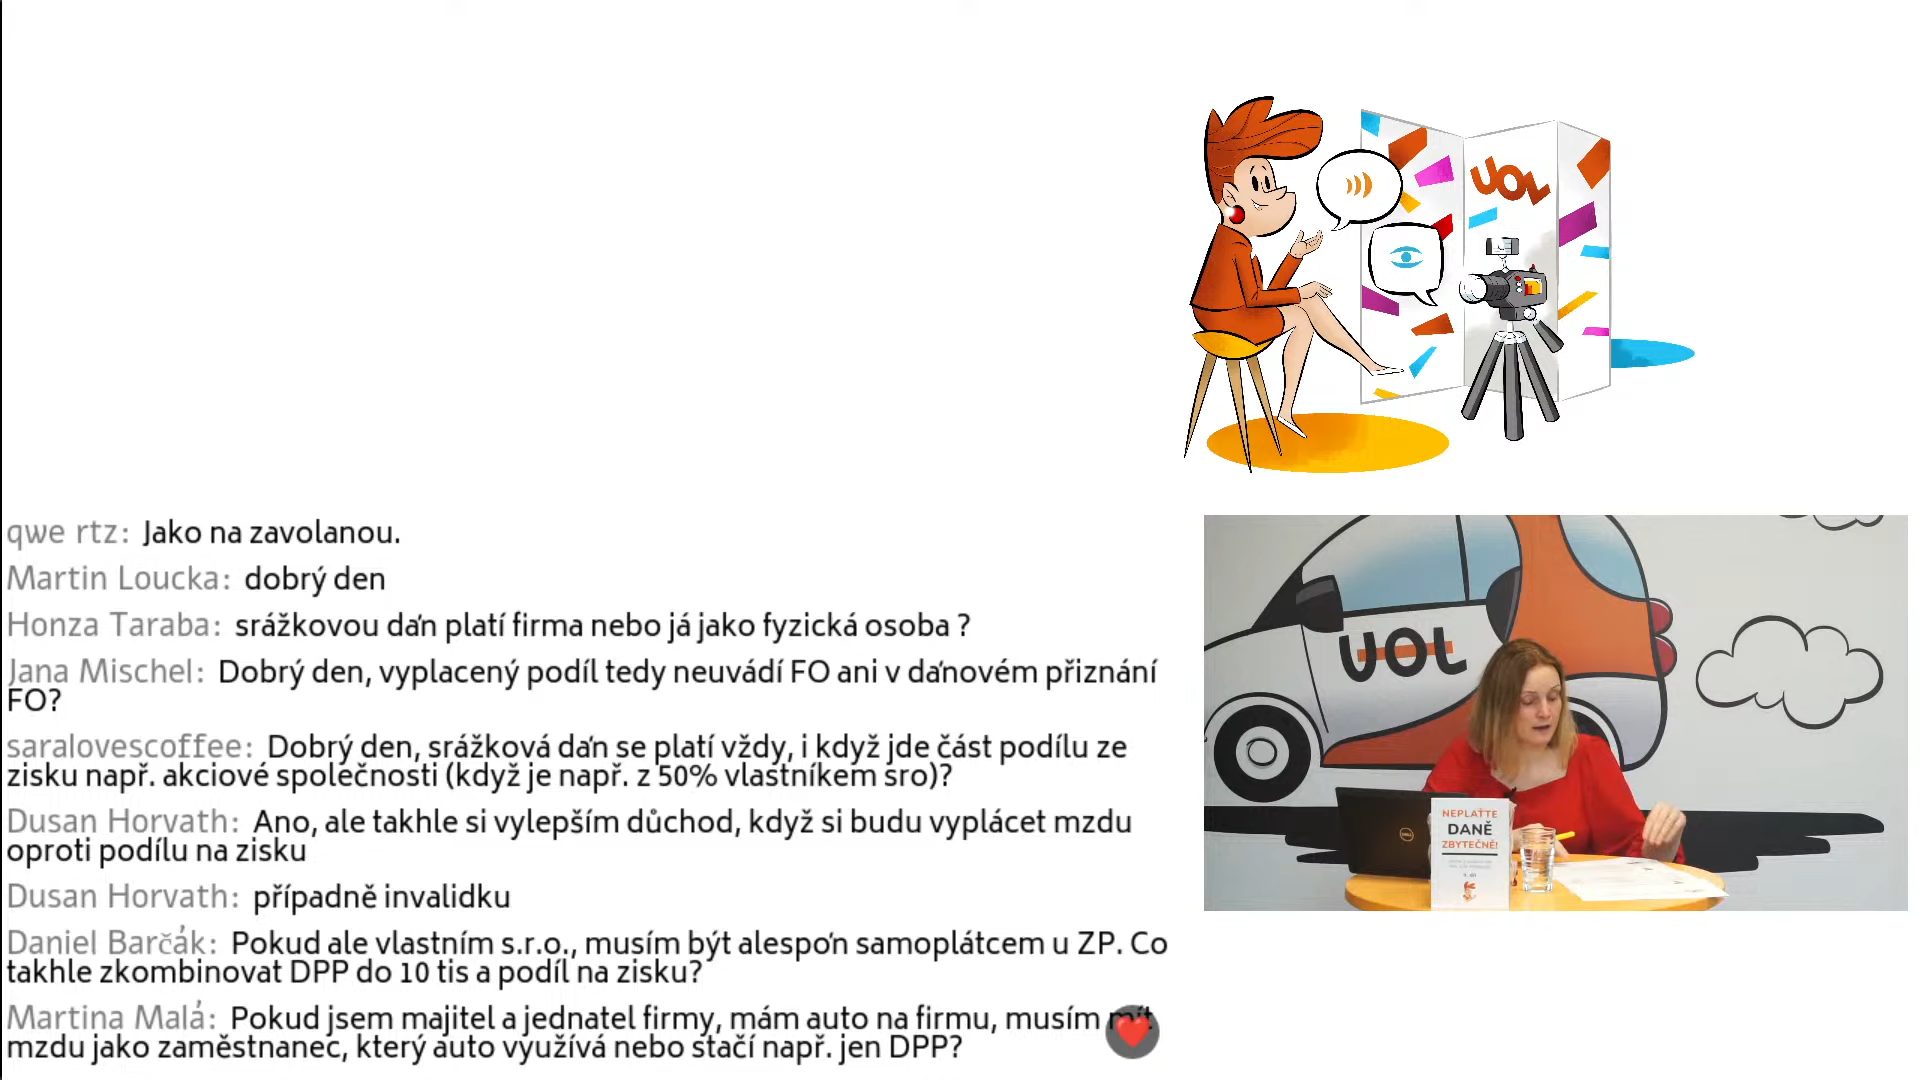 UOL
qwe rtz: Jako na zavolanou.
Martin Loucka: dobrý den
Honza Taraba: srážkovou daň platí firma nebo já jako fyzická osoba ?
Jana Mischel: Dobrý den, vyplacený podíl tedy neuvádí FO ani v daňovém přiznání
FO?
saralovescoffee: Dobrý den, srážková daň se platí vždy, i když jde část podílu ze
zisku např. akciové společnosti (když je např. z 50% vlastníkem sro)?
Dusan Horvath: Ano, ale takhle si vylepším důchod, když si budu vyplácet mzdu
oproti podílu na zisku
Dusan Horvath: případně invalidku
Daniel Barčák: Pokud ale vlastním s.r.o., musím být alespoň samoplátcem u ZP. Co
takhle zkombinovat DPP do 10 tis a podíl na zisku?
Martina Malá: Pokud jsem majitel a jednatel firmy, mám auto na firmu, musím mít
mzdu jako zaměstnanec, který auto využívá nebo stačí např. jen DPP?
UOL
DELL
NEPLAŤTE
DANĚ
ZBYTEČNĚ!